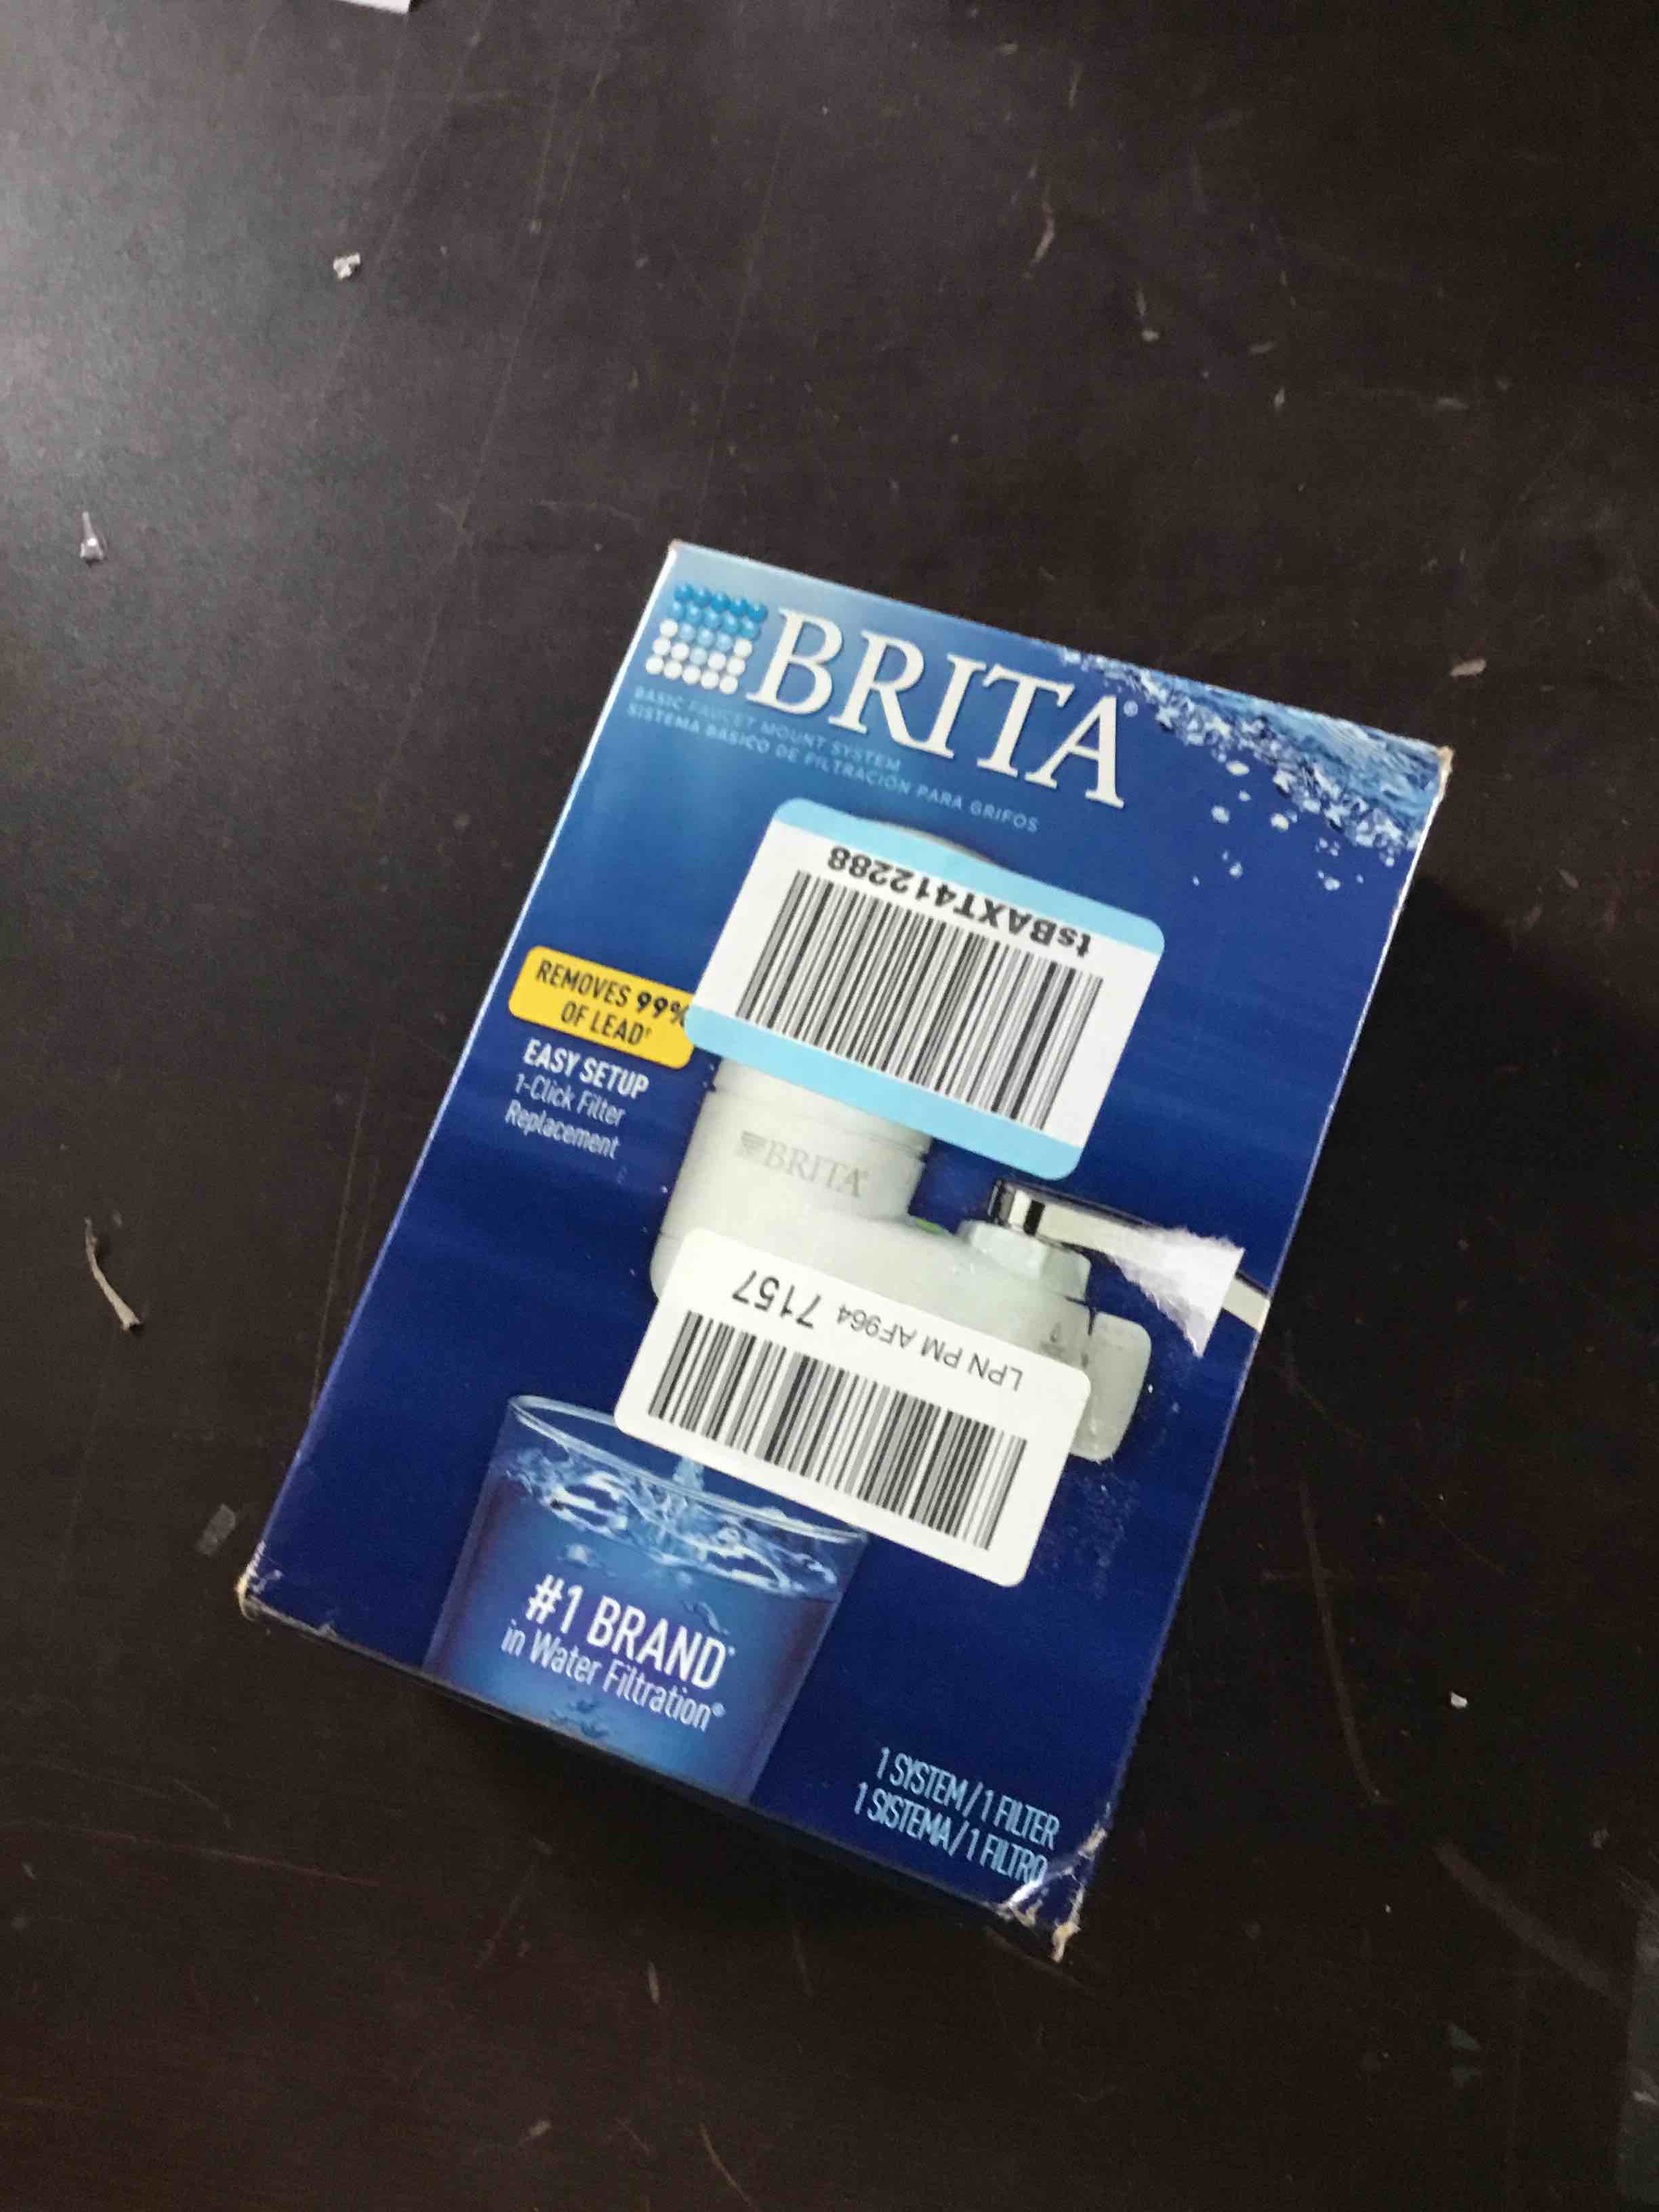 BRITA®
BASIC FAUCET MOUNT SYSTEM
SISTEMA BÁSICO DE FILTRACIÓN PARA GRIFOS
tsBAXT412288
REMOVES 99%
OF LEAD†
EASY SETUP
1-Click Filter
Replacement
BRITA®
LPN PM AF964 7157
#1 BRAND*
in Water Filtration®
1 SYSTEM/1 FILTER
1 SISTEMA/1 FILTRO